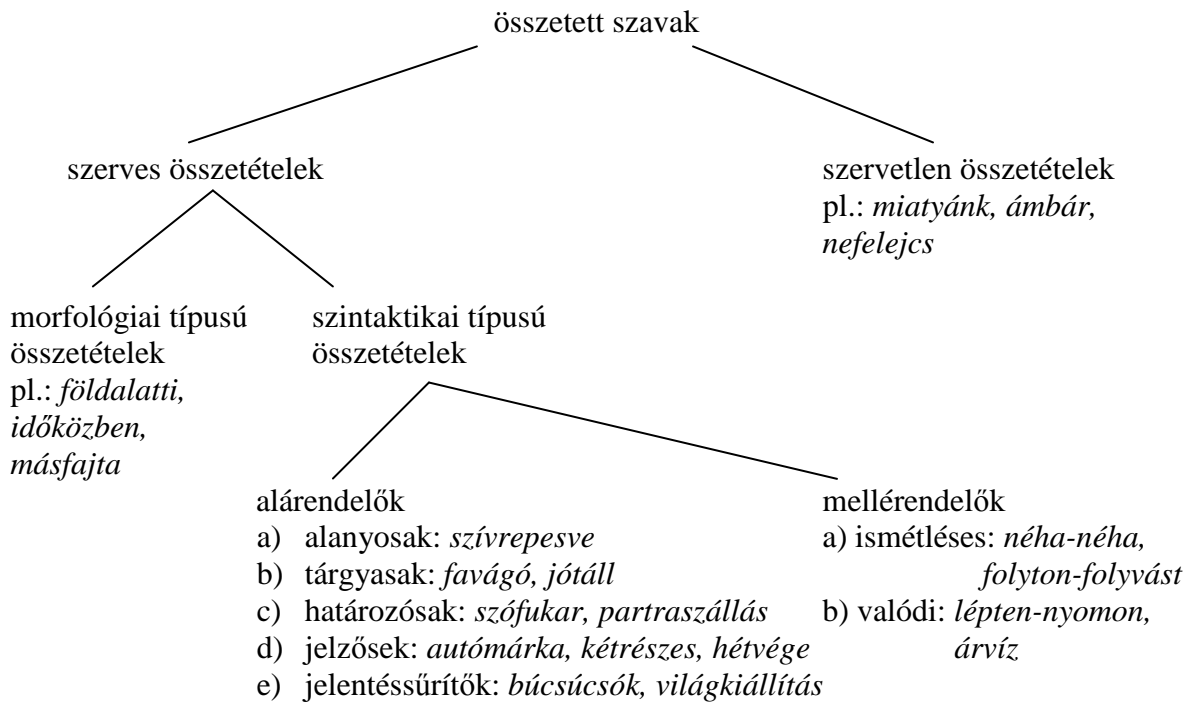 összetett szavak
szerves összetételek
szervetlen összetételek
pl.: miatyánk, ámbár,
nefelejcs
morfológiai típusú
összetételek
pl.: földalatti,
időközben,
másfajta
szintaktikai típusú
összetételek
alárendelők
a) alanyosak: szívrepesve
b) tárgyasak: favágó, jótáll
c) határozósak: szófukar, partraszállás
d) jelzősek: autómárka, kétrészes, hétvége
e) jelentéssűrítők: búcsúcsók, világkiállítás
mellérendelők
a) ismétléses: néha-néha,
folyton-folyvást
b) valódi: lépten-nyomon,
árvíz